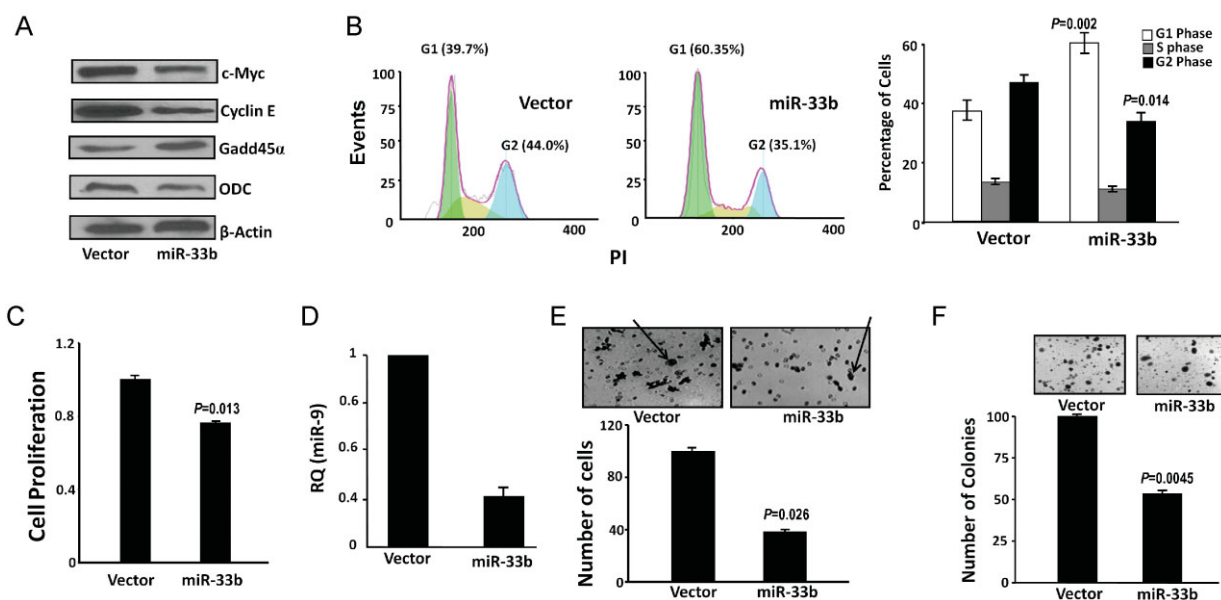 A
c-Myc
Cyclin E
Gadd45α
ODC
β-Actin
Vector miR-33b
B
G1 (39.7%)
G1 (60.35%)
Vector
miR-33b
G2 (44.0%)
G2 (35.1%)
Events
100
75
50
25
0
200 400
100
75
50
25
0
200 400
PI
P=0.002
G1 Phase
S phase
G2 Phase
P=0.014
Percentage of Cells
60
40
20
0
Vector miR-33b
C
Cell Proliferation
1.2
0.8
0.4
0
P=0.013
Vector miR-33b
D
RQ (miR-9)
1
0.6
0.4
0
Vector miR-33b
E
Vector miR-33b
Number of cells
120
80
40
0
P=0.026
Vector miR-33b
F
Vector miR-33b
Number of Colonies
100
75
50
25
0
P=0.0045
Vector miR-33b